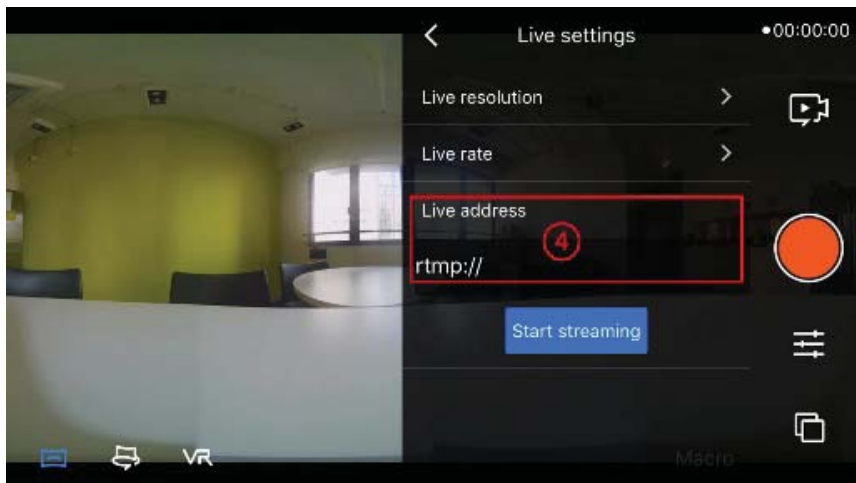 Live settings
●00:00:00
Live resolution
Live rate
Live address
④
rtmp://
Start streaming
VR
Macro